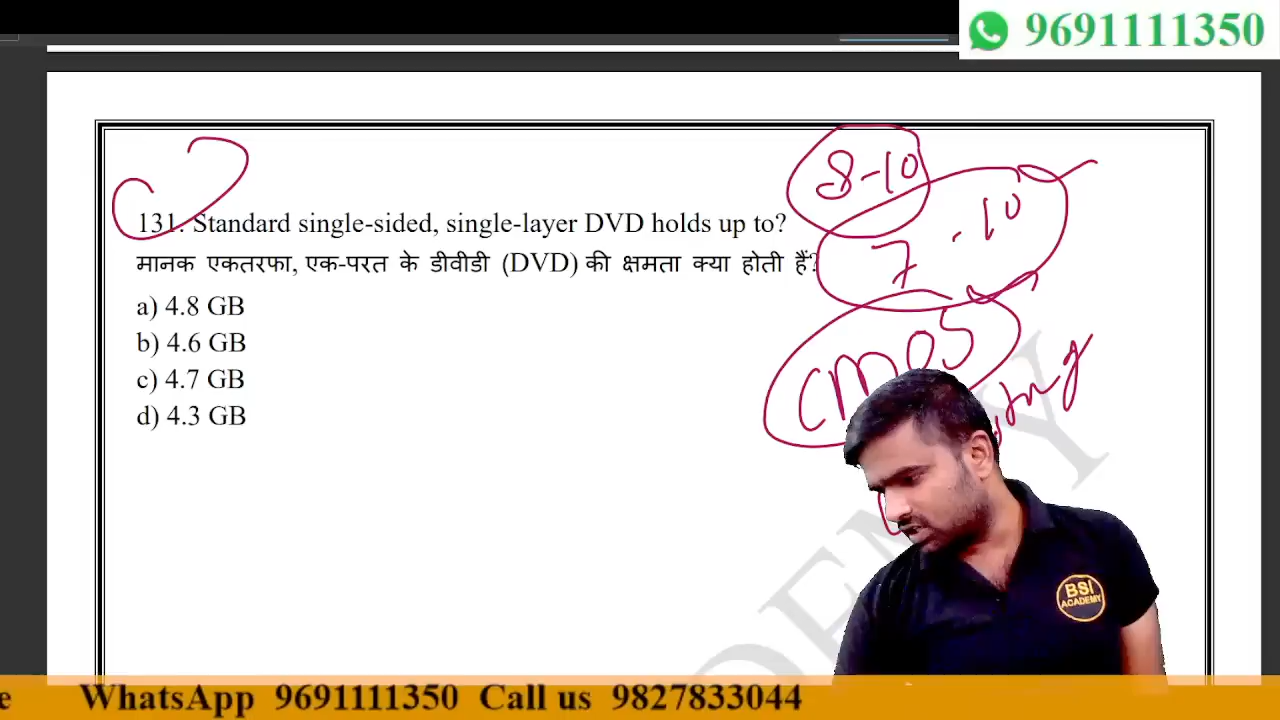 9691111350
131. Standard single-sided, single-layer DVD holds up to?
मानक एकतरफा, एक-परत के डीवीडी (DVD) की क्षमता क्या होती हैं?
a) 4.8 GB
b) 4.6 GB
c) 4.7 GB
d) 4.3 GB
8-10
7-10
CMOS
BSI
ACADEMY
e WhatsApp 9691111350 Call us 9827833044